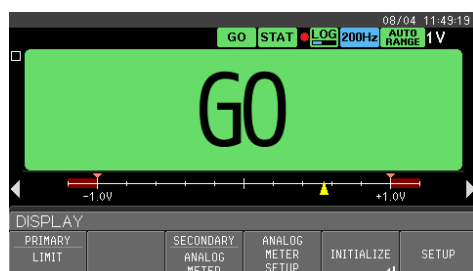 08/04 11:49:19
GO STAT LOG 200Hz AUTO RANGE 1V
GO
-1.0V +1.0V
DISPLAY
PRIMARY LIMIT
SECONDARY ANALOG METER
ANALOG METER SETUP
INITIALIZE
SETUP